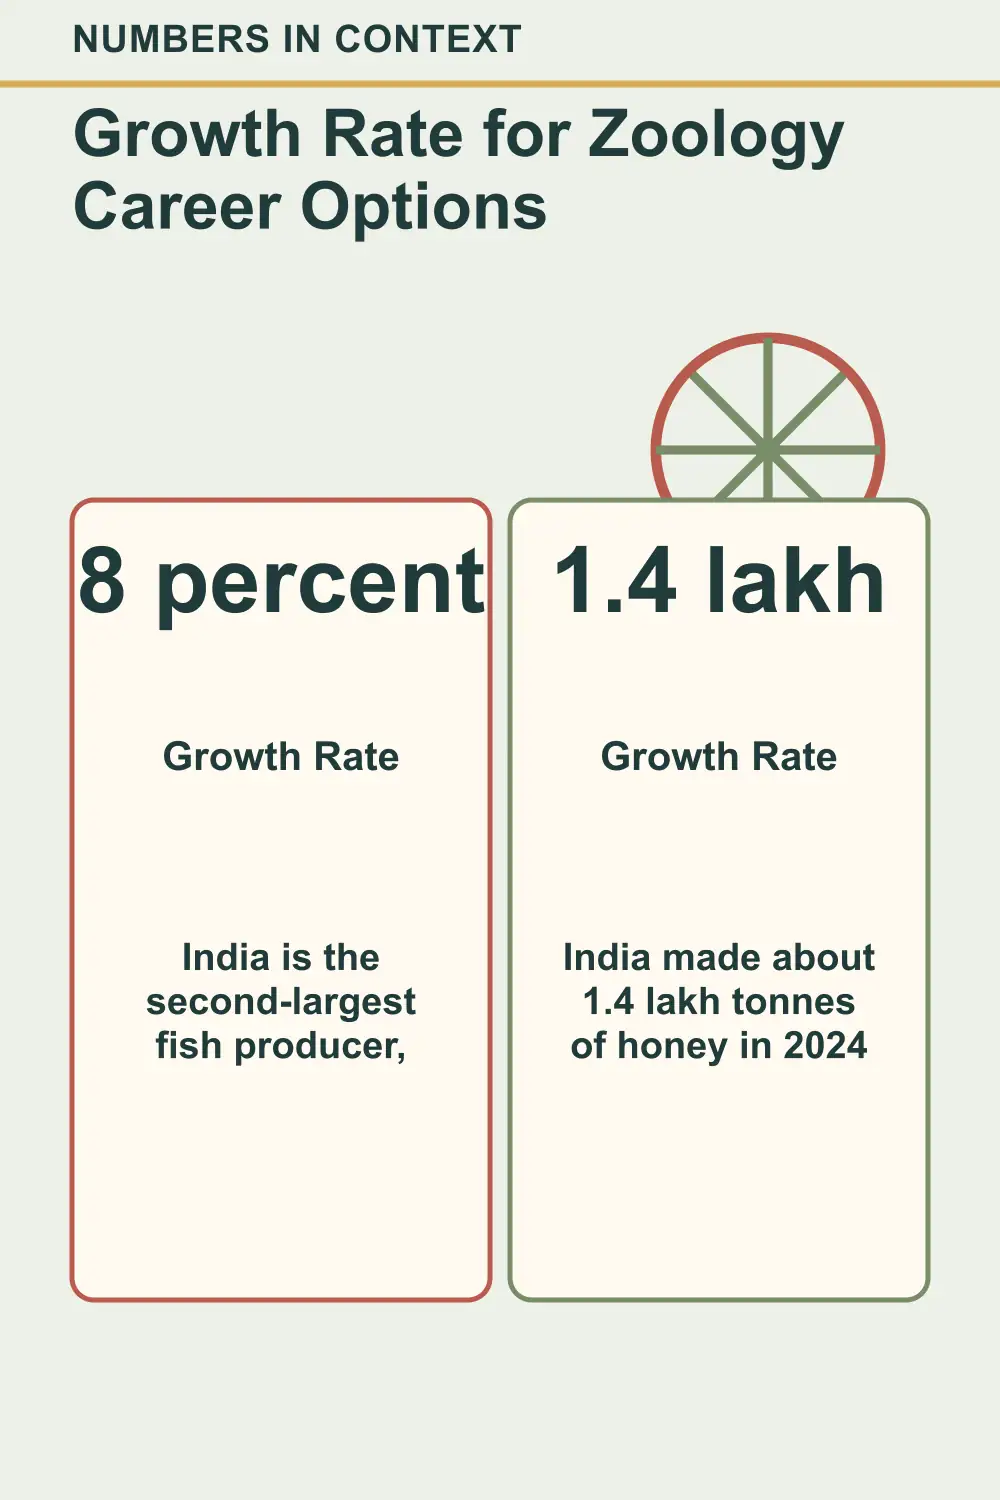 NUMBERS IN CONTEXT
Growth Rate for Zoology
Career Options
8 percent
Growth Rate
India is the
second-largest
fish producer,
1.4 lakh
Growth Rate
India made about
1.4 lakh tonnes
of honey in 2024